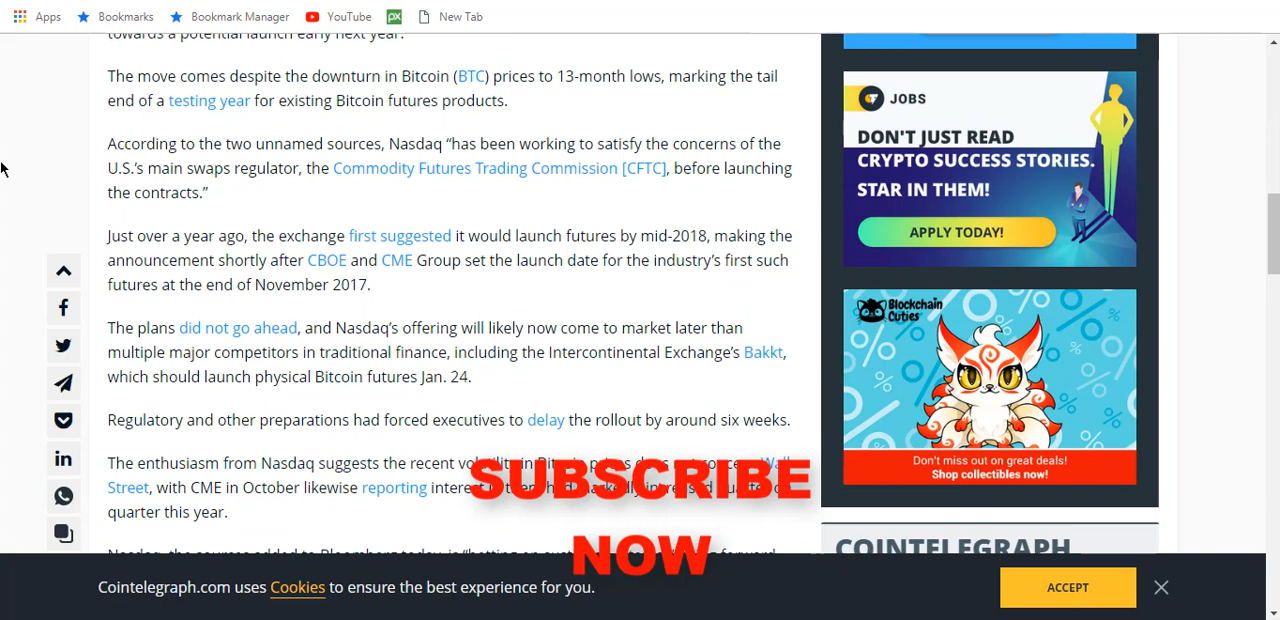 Apps Bookmarks Bookmark Manager YouTube px New Tab
towards a potential launch early next year.
The move comes despite the downturn in Bitcoin (BTC) prices to 13-month lows, marking the tail
end of a testing year for existing Bitcoin futures products.
According to the two unnamed sources, Nasdaq “has been working to satisfy the concerns of the
U.S.’s main swaps regulator, the Commodity Futures Trading Commission [CFTC], before launching
the contracts.”
Just over a year ago, the exchange first suggested it would launch futures by mid-2018, making the
announcement shortly after CBOE and CME Group set the launch date for the industry’s first such
futures at the end of November 2017.
The plans did not go ahead, and Nasdaq’s offering will likely now come to market later than
multiple major competitors in traditional finance, including the Intercontinental Exchange’s Bakkt,
which should launch physical Bitcoin futures Jan. 24.
Regulatory and other preparations had forced executives to delay the rollout by around six weeks.
The enthusiasm from Nasdaq suggests the recent Wall
Street, with CME in October likewise reporting
quarter this year.
Nasdaq, the sources added to Bloomberg today, is
SUBSCRIBE
NOW
JOBS
DON'T JUST READ
CRYPTO SUCCESS STORIES.
STAR IN THEM!
APPLY TODAY!
Blockchain
Cuties
Don't miss out on great deals!
Shop collectibles now!
COINTELEGRAPH
Cointelegraph.com uses Cookies to ensure the best experience for you.
ACCEPT